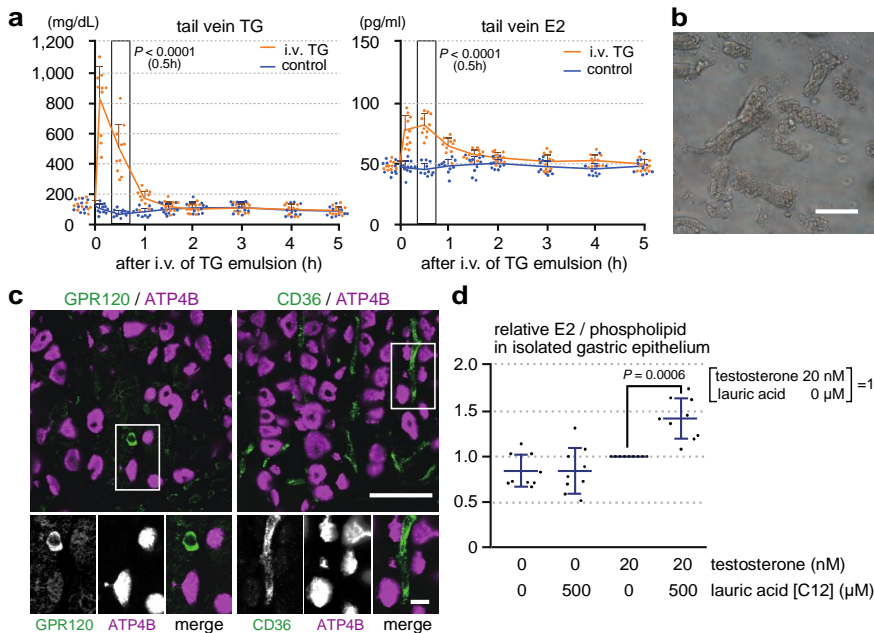 a
tail vein TG
(mg/dL)
1,200
1,000
800
600
400
200
0
P < 0.0001
(0.5h)
i.v. TG
control
0 1 2 3 4 5
after i.v. of TG emulsion (h)
tail vein E2
(pg/ml)
150
100
50
0
P < 0.0001
(0.5h)
i.v. TG
control
0 1 2 3 4 5
after i.v. of TG emulsion (h)
b
c
GPR120 / ATP4B
CD36 / ATP4B
GPR120 ATP4B merge
CD36 ATP4B merge
d
relative E2 / phospholipid
in isolated gastric epithelium
2.0
1.5
1.0
0.5
0
P = 0.0006
testosterone 20 nM
lauric acid 0 µM
=1
0 0 20 20 testosterone (nM)
0 500 0 500 lauric acid [C12] (µM)